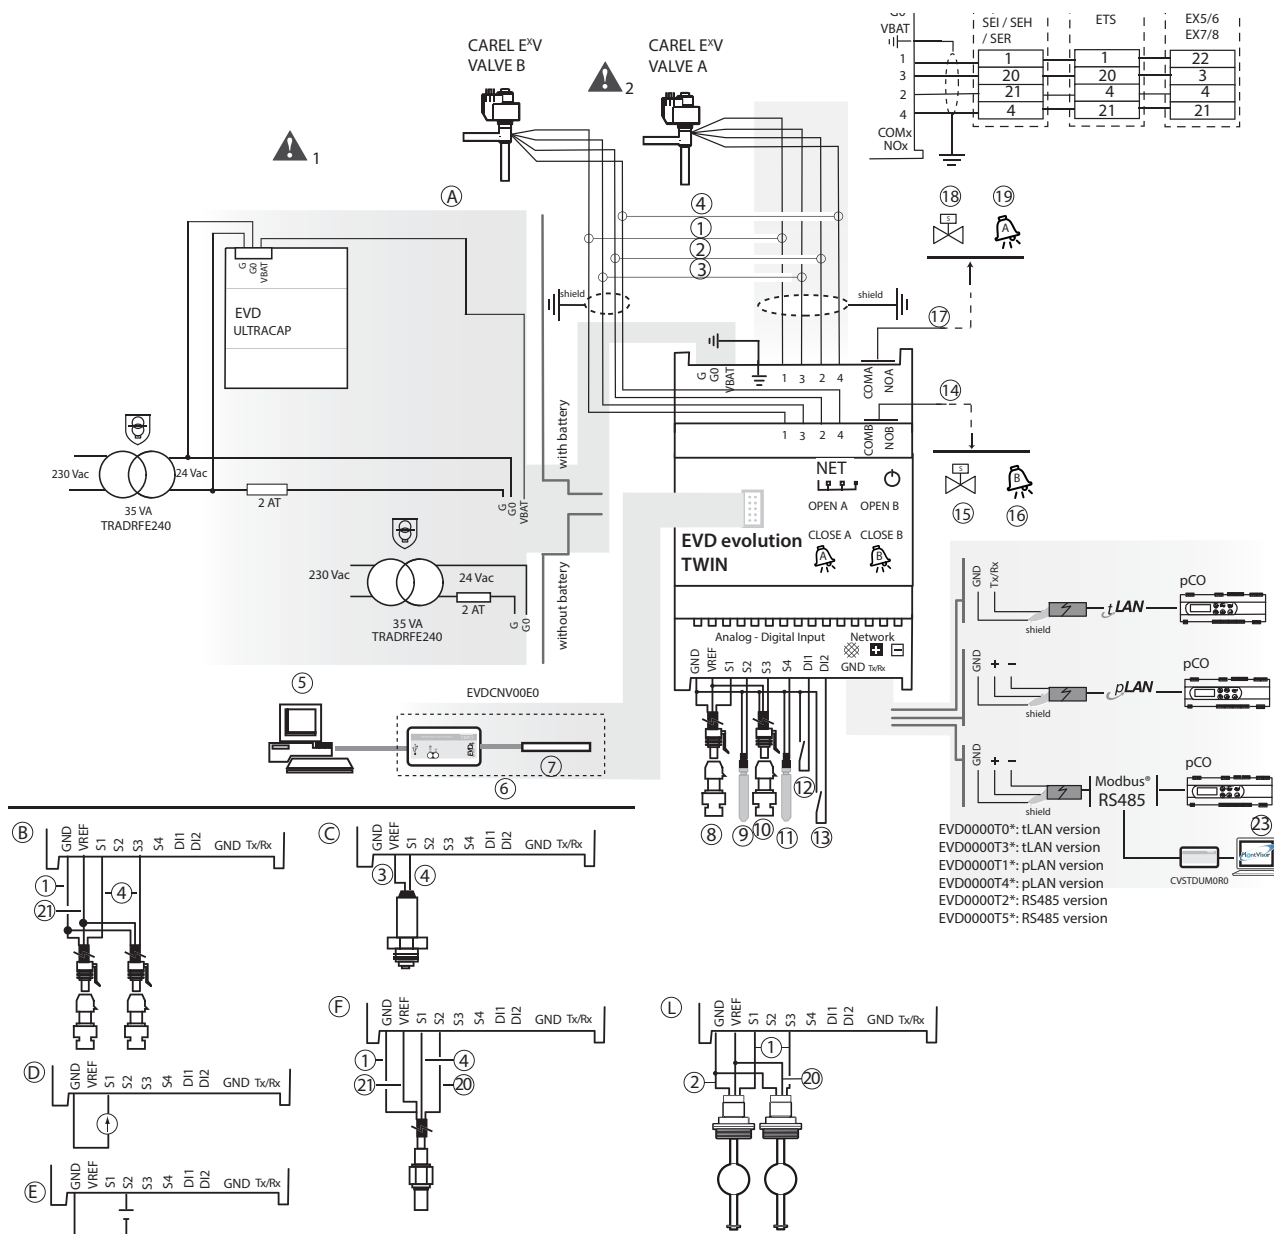 CAREL EXV
VALVE B
CAREL EXV
VALVE A
2
1
G0
VBAT
1
3
2
4
COMx
NOx
SEI / SEH
/ SER
1
20
21
4
ETS
1
20
4
21
EX5/6
EX7/8
22
3
4
21
A
4
1
2
3
shield
shield
18
S
19
A
17
14
S
15
B
16
G
G0
VBAT
EVD
ULTRACAP
230 Vac
24 Vac
35 VA
TRADRFE240
2 AT
G
G0
VBAT
with battery
without battery
230 Vac
24 Vac
2 AT
35 VA
TRADRFE240
G
G0
G
G0
VBAT
1 3 2 4
COMA
NOA
1 3 2 4
COMB
NOB
NET
OPEN A OPEN B
CLOSE A CLOSE B
A B
EVD evolution
TWIN
Analog - Digital Input Network
GND
VREF
S1
S2
S3
S4
DI1
DI2
GND Tx/Rx
8
9
10
11
12
13
5
EVDCNV00E0
EVD
7
6
GND
Tx/Rx
shield
tLAN
pCO
GND
shield
pLAN
pCO
GND
shield
Modbus®
RS485
pCO
23
PlantVisor
CVSTDUM0R0
EVD0000T0*: tLAN version
EVD0000T3*: tLAN version
EVD0000T1*: pLAN version
EVD0000T4*: pLAN version
EVD0000T2*: RS485 version
EVD0000T5*: RS485 version
B
GND
VREF
S1
S2
S3
S4
DI1
DI2
GND Tx/Rx
1
21
4
C
GND
VREF
S1
S2
S3
S4
DI1
DI2
GND Tx/Rx
3
4
D
GND
VREF
S1
S2
S3
S4
DI1
DI2
GND Tx/Rx
E
GND
VREF
S1
S2
S3
S4
DI1
DI2
GND Tx/Rx
F
GND
VREF
S1
S2
S3
S4
DI1
DI2
GND Tx/Rx
1
21
4
20
L
GND
VREF
S1
S2
S3
S4
DI1
DI2
GND Tx/Rx
1
2
20